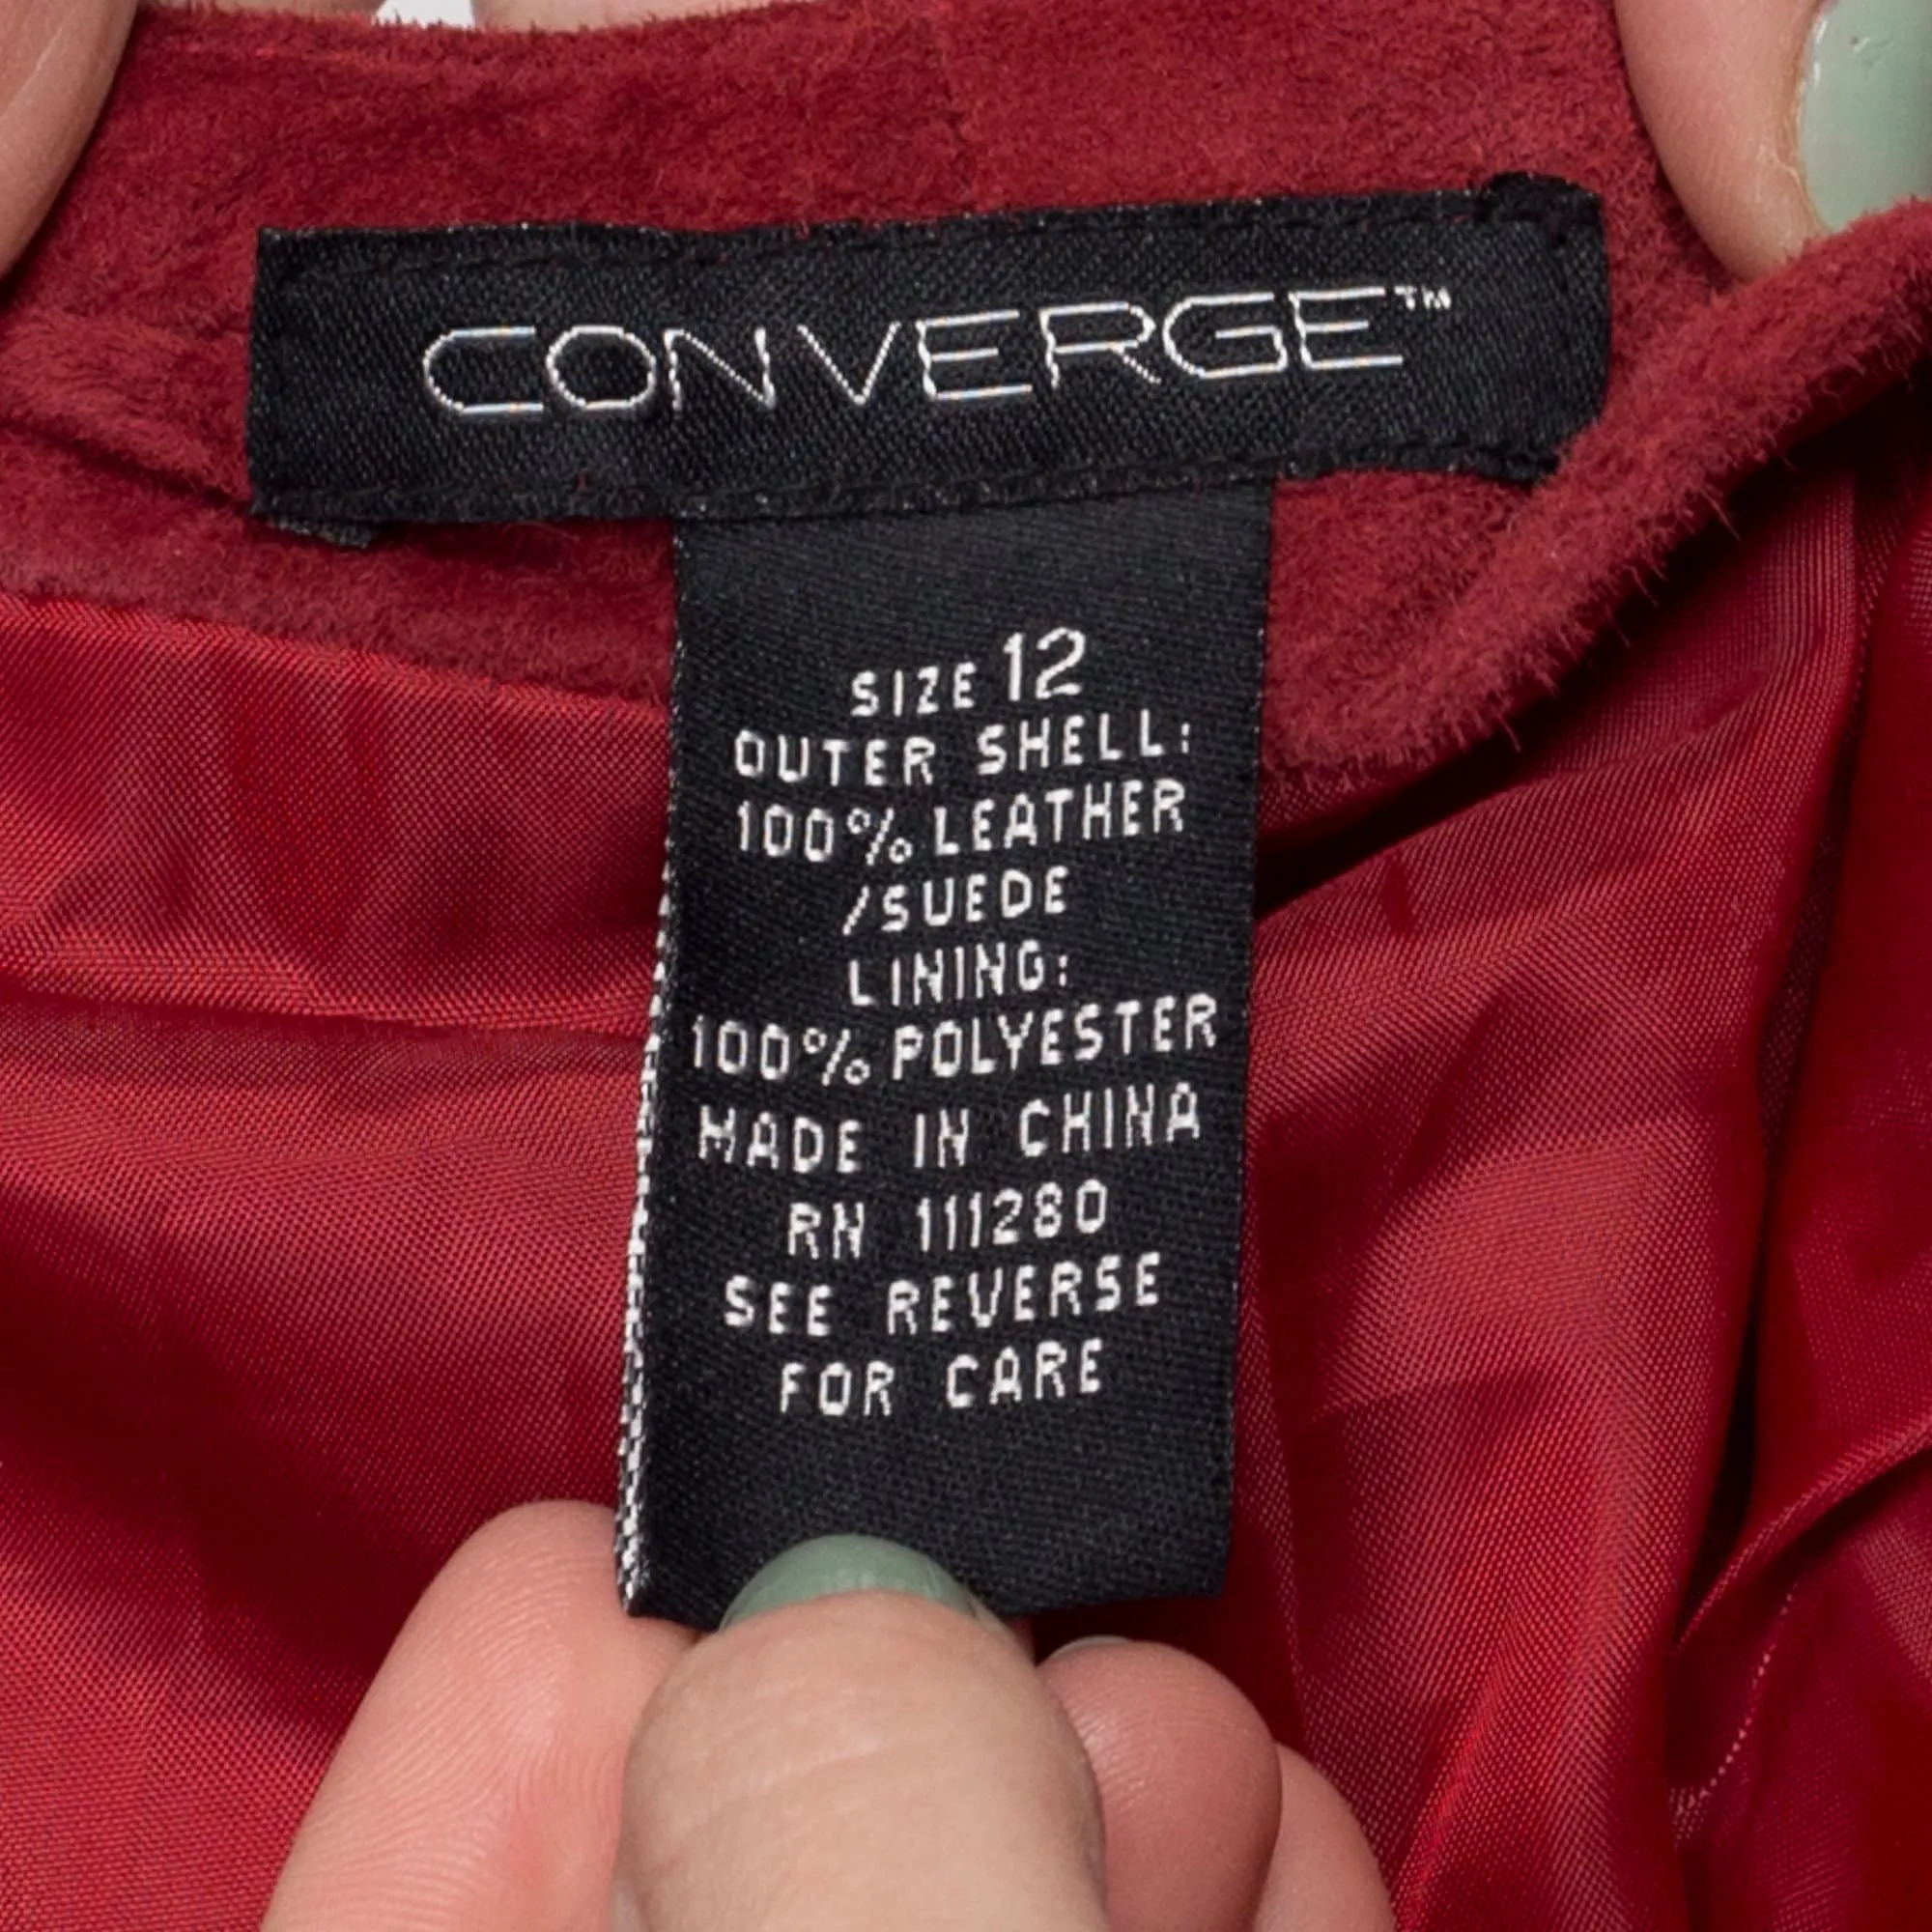 CONVERGE™
SIZE 12
OUTER SHELL:
100% LEATHER
/SUEDE
LINING:
100% POLYESTER
MADE IN CHINA
RN 111280
SEE REVERSE
FOR CARE